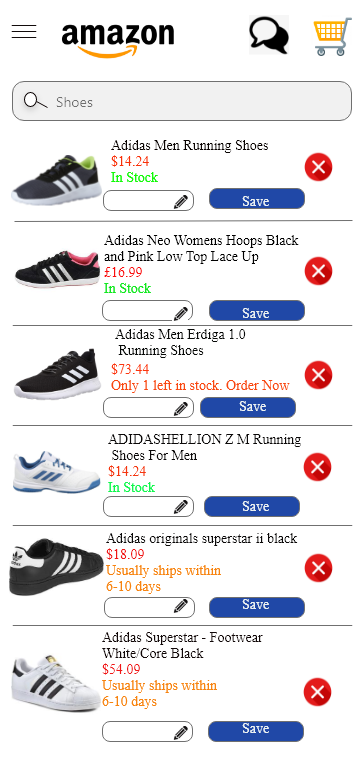 amazon
Shoes
Adidas Men Running Shoes
$14.24
In Stock
Save
Adidas Neo Womens Hoops Black
and Pink Low Top Lace Up
£16.99
In Stock
Save
Adidas Men Erdiga 1.0
Running Shoes
$73.44
Only 1 left in stock. Order Now
Save
ADIDASHELLION Z M Running
Shoes For Men
$14.24
In Stock
Save
Adidas originals superstar ii black
$18.09
Usually ships within
6-10 days
Save
Adidas Superstar - Footwear
White/Core Black
$54.09
Usually ships within
6-10 days
Save